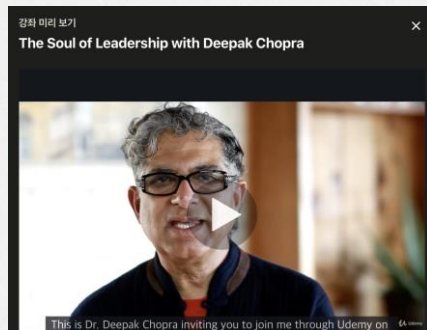 강좌 미리 보기
The Soul of Leadership with Deepak Chopra
This is Dr. Deepak Chopra inviting you to join me through Udemy on
Udemy